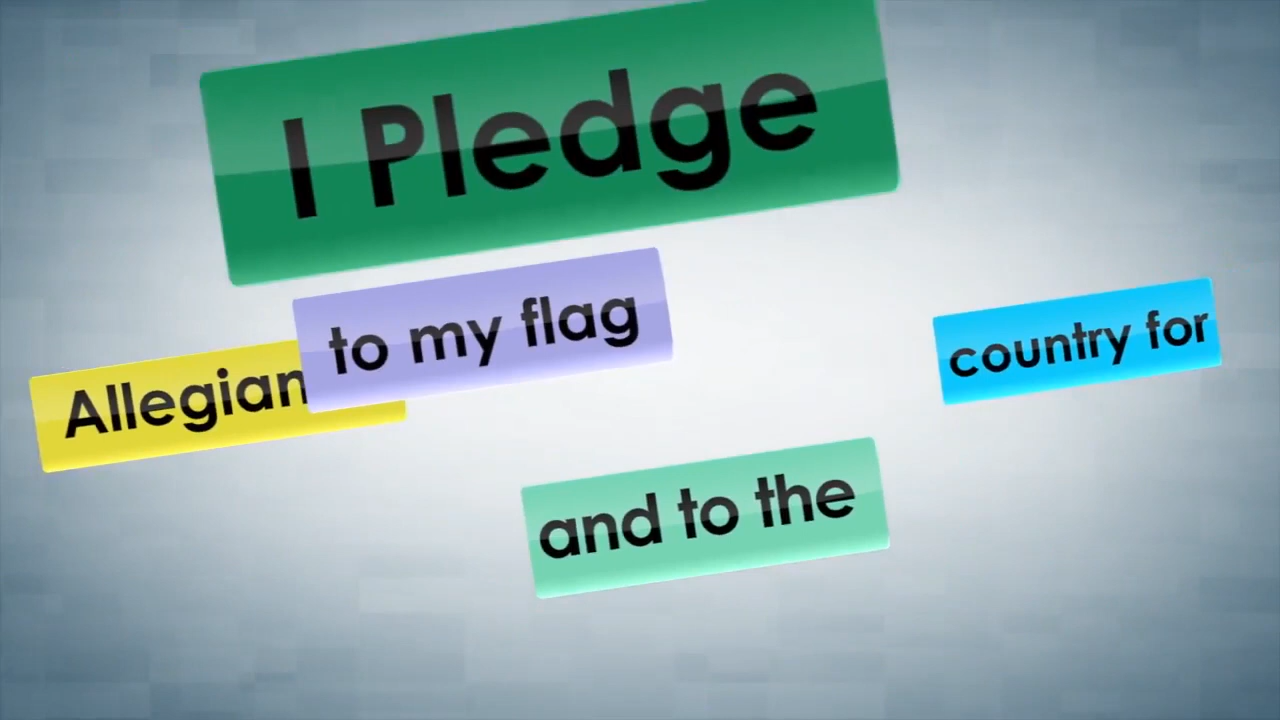 I Pledge
Allegian
to my flag
and to the
country for